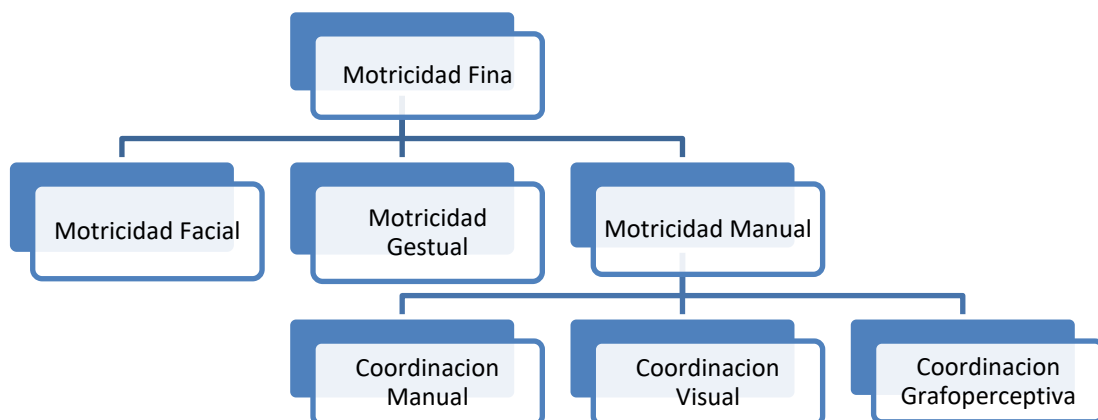 Motricidad Fina
Motricidad Facial
Motricidad
Gestual
Motricidad Manual
Coordinacion
Manual
Coordinacion
Visual
Coordinacion
Grafoperceptiva